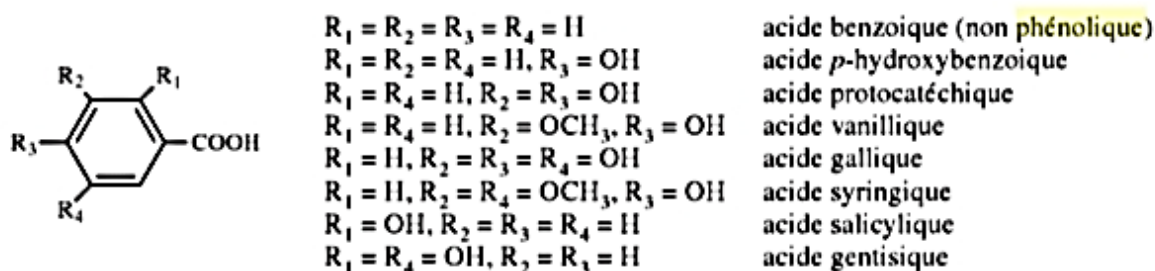 R₁ = R₂ = R₃ = R₄ = H acide benzoique (non phénolique)
R₁ = R₂ = R₄ = H, R₃ = OH acide p-hydroxybenzoique
R₁ = R₄ = H, R₂ = R₃ = OH acide protocatéchique
R₁ = R₄ = H, R₂ = OCH₃, R₃ = OH acide vanillique
R₁ = H, R₂ = R₃ = R₄ = OH acide gallique
R₁ = H, R₂ = R₄ = OCH₃, R₃ = OH acide syringique
R₁ = OH, R₂ = R₃ = R₄ = H acide salicylique
R₁ = R₄ = OH, R₂ = R₃ = H acide gentisique
R₂ R₁
R₃ COOH
R₄